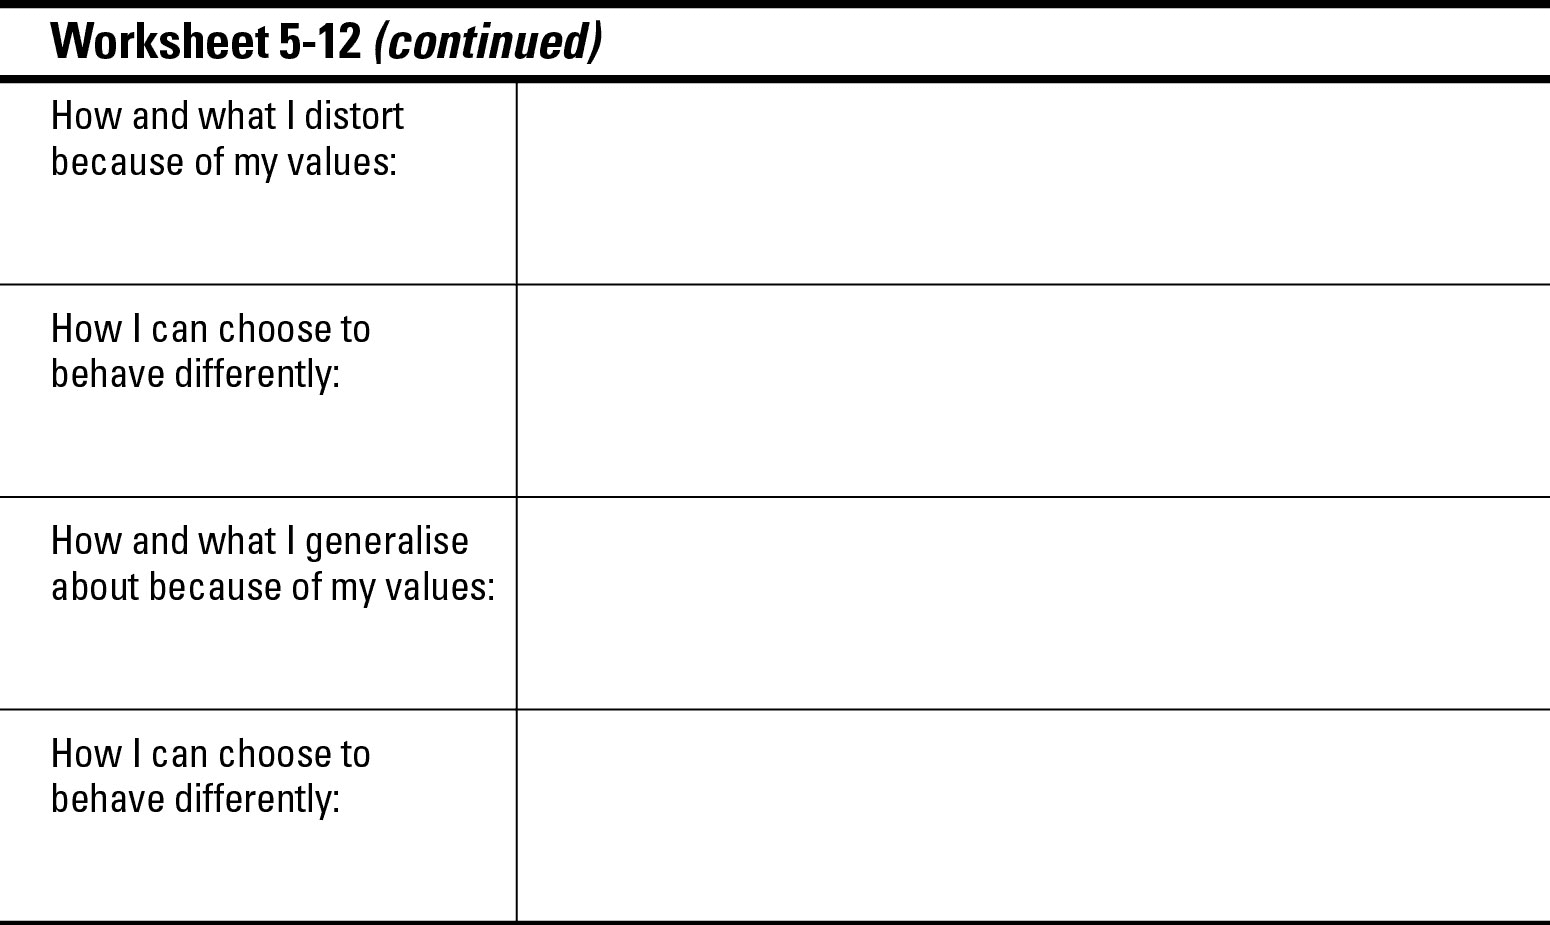 Worksheet 5-12 (continued)
How and what I distort
because of my values:
How I can choose to
behave differently:
How and what I generalise
about because of my values:
How I can choose to
behave differently: